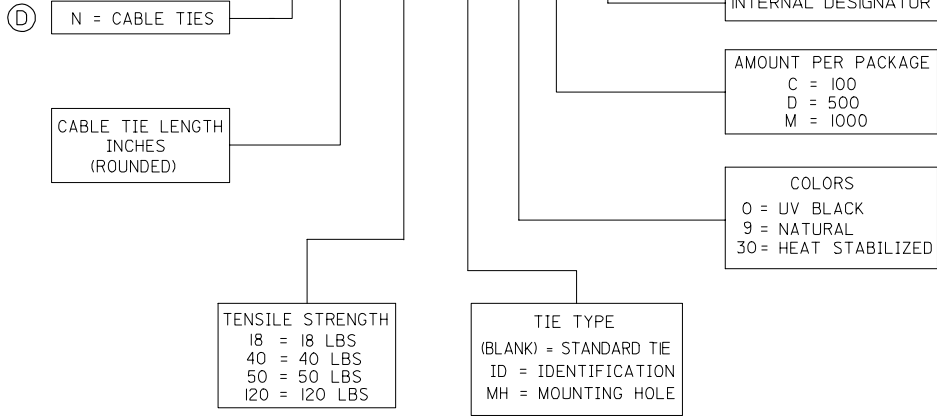 D
N = CABLE TIES
INTERNAL DESIGNATOR
AMOUNT PER PACKAGE
C = 100
D = 500
M = 1000
CABLE TIE LENGTH
INCHES
(ROUNDED)
COLORS
0 = UV BLACK
9 = NATURAL
30 = HEAT STABILIZED
TENSILE STRENGTH
18 = 18 LBS
40 = 40 LBS
50 = 50 LBS
120 = 120 LBS
TIE TYPE
(BLANK) = STANDARD TIE
ID = IDENTIFICATION
MH = MOUNTING HOLE